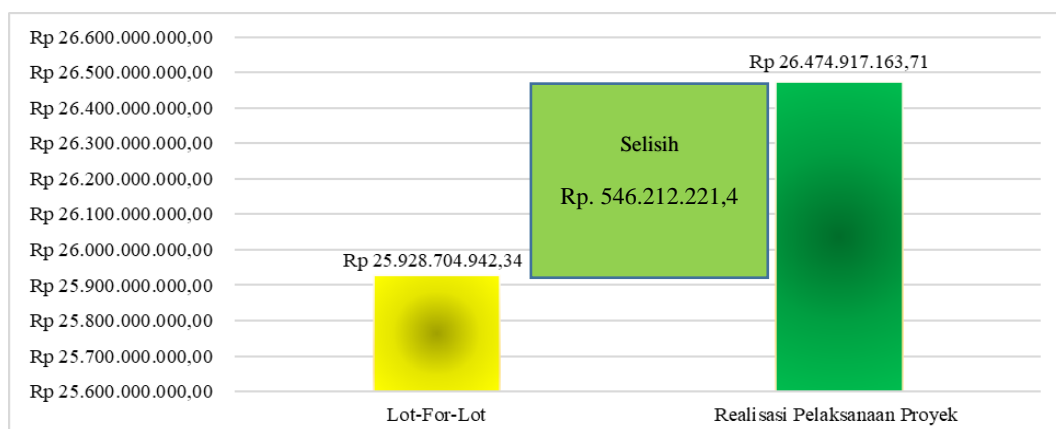 Rp 26.600.000.000,00
Rp 26.500.000.000,00
Rp 26.400.000.000,00
Rp 26.300.000.000,00
Rp 26.200.000.000,00
Rp 26.100.000.000,00
Rp 26.000.000.000,00
Rp 25.900.000.000,00
Rp 25.800.000.000,00
Rp 25.700.000.000,00
Rp 25.600.000.000,00
Rp 26.474.917.163,71
Selisih
Rp. 546.212.221,4
Rp 25.928.704.942,34
Lot-For-Lot
Realisasi Pelaksanaan Proyek